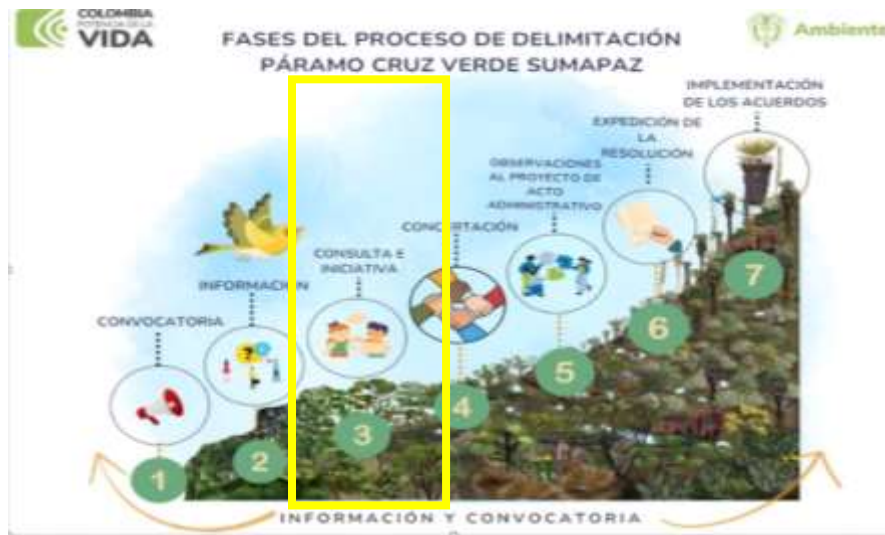 COLOMBIA
POTENCIA DE LA
VIDA
Ambiente
FASES DEL PROCESO DE DELIMITACIÓN
PÁRAMO CRUZ VERDE SUMAPAZ
IMPLEMENTACIÓN
DE LOS ACUERDOS
EXPEDICIÓN DE
LA
RESOLUCIÓN
OBSERVACIONES
AL PROYECTO DE
ACTO
ADMINISTRATIVO
CONCERTACIÓN
CONSULTA E
INICIATIVA
INFORMACIÓN
CONVOCATORIA
1
2
3
4
5
6
7
INFORMACIÓN Y CONVOCATORIA